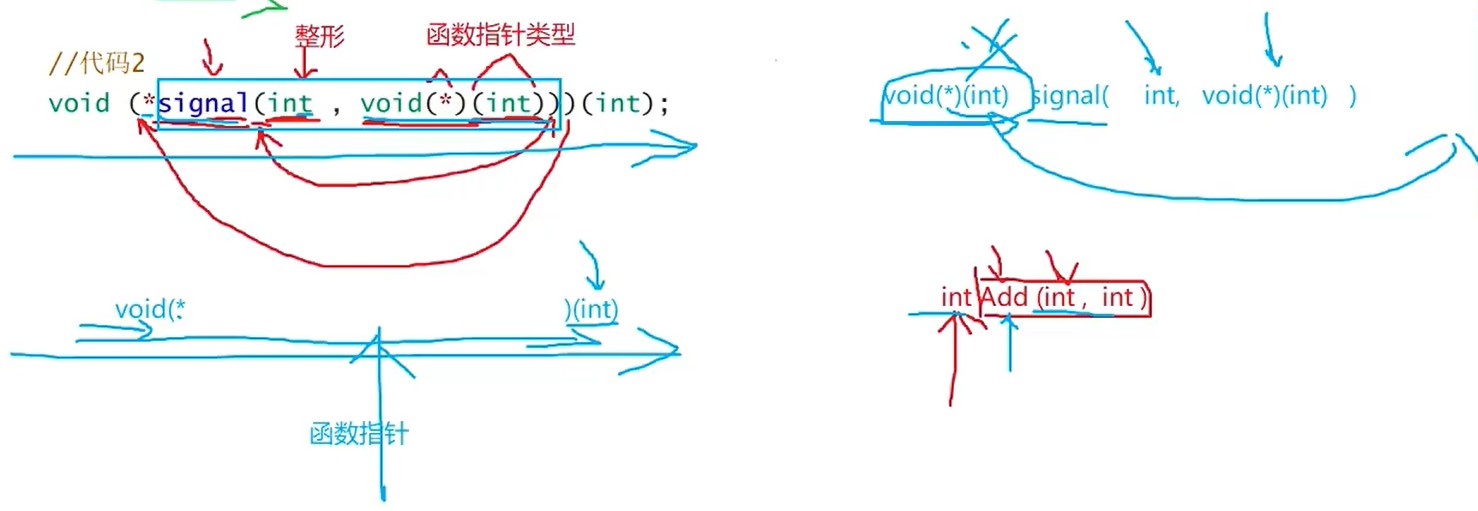 整形 函数指针类型
//代码2
void (*signal(int , void(*)(int)))(int);
void(*)(int) signal( int, void(*)(int) )
void(* )(int)
int Add (int , int )
函数指针